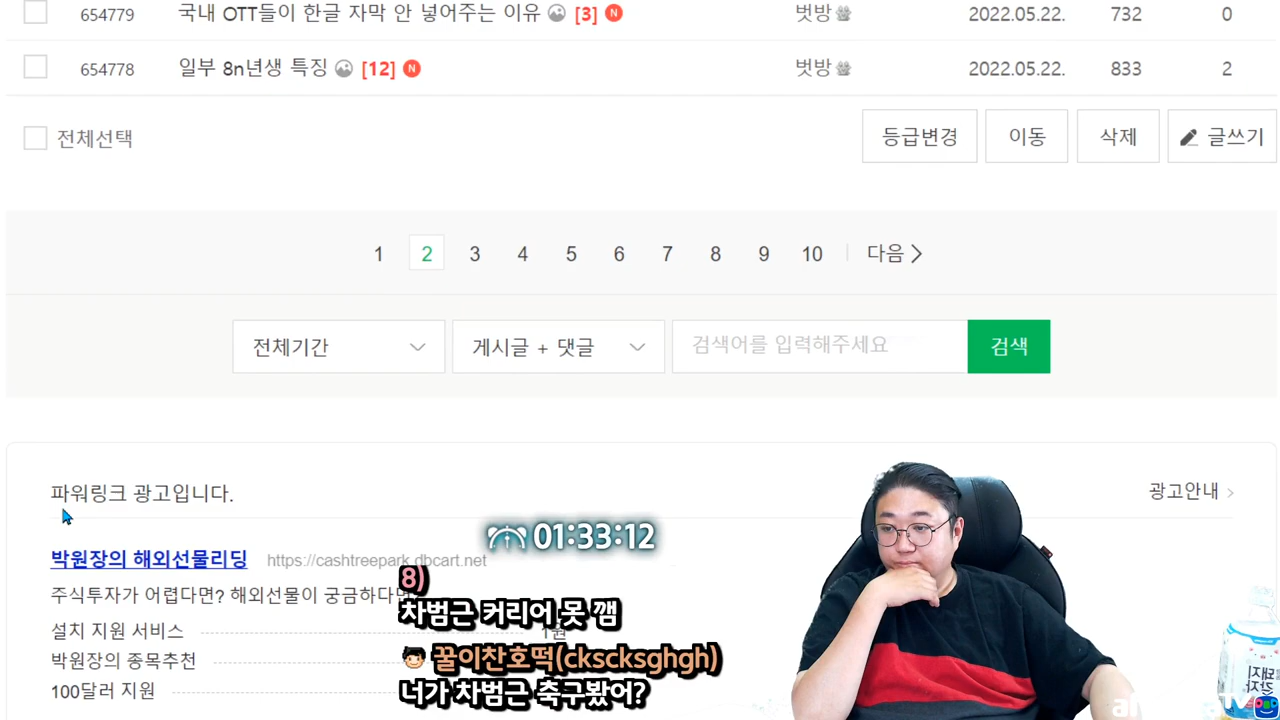 654779 국내 OTT들이 한글 자막 안 넣어주는 이유 [3] N 벗방 2022.05.22. 732 0
654778 일부 8n년생 특징 [12] N 벗방 2022.05.22. 833 2
전체선택 등급변경 이동 삭제 글쓰기
1 2 3 4 5 6 7 8 9 10 다음
전체기간 게시글 + 댓글 검색어를 입력해주세요 검색
파워링크 광고입니다. 광고안내
01:33:12
박원장의 해외선물리딩 https://cashtreepark.dbcart.net
8)
주식투자가 어렵다면? 해외선물이 궁금하다면?
차범근 커리어 못 깸
설치 지원 서비스 1원
꿀이찬호떡(ckscksghgh)
박원장의 종목추천
너가 차범근 축구봤어?
100달러 지원